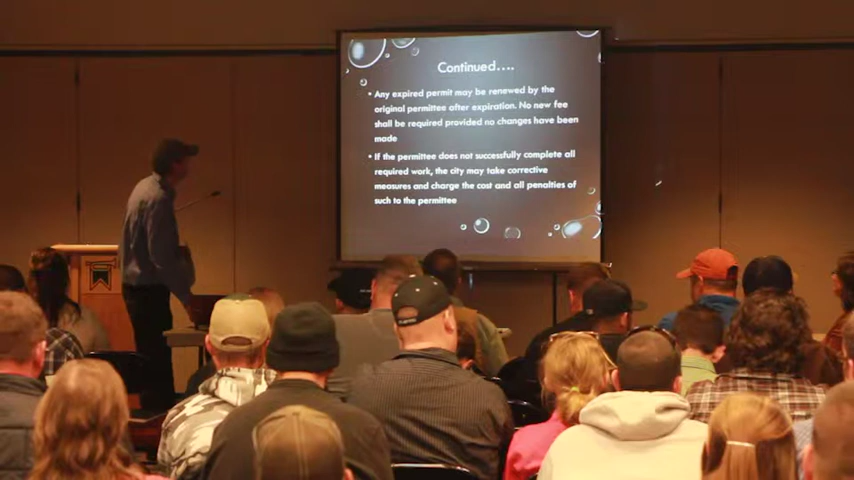 Continued....
• Any expired permit may be renewed by the
original permittee after expiration. No new fee
shall be required provided no changes have been
made
• If the permittee does not successfully complete all
required work, the city may take corrective
measures and charge the cost and all penalties of
such to the permittee